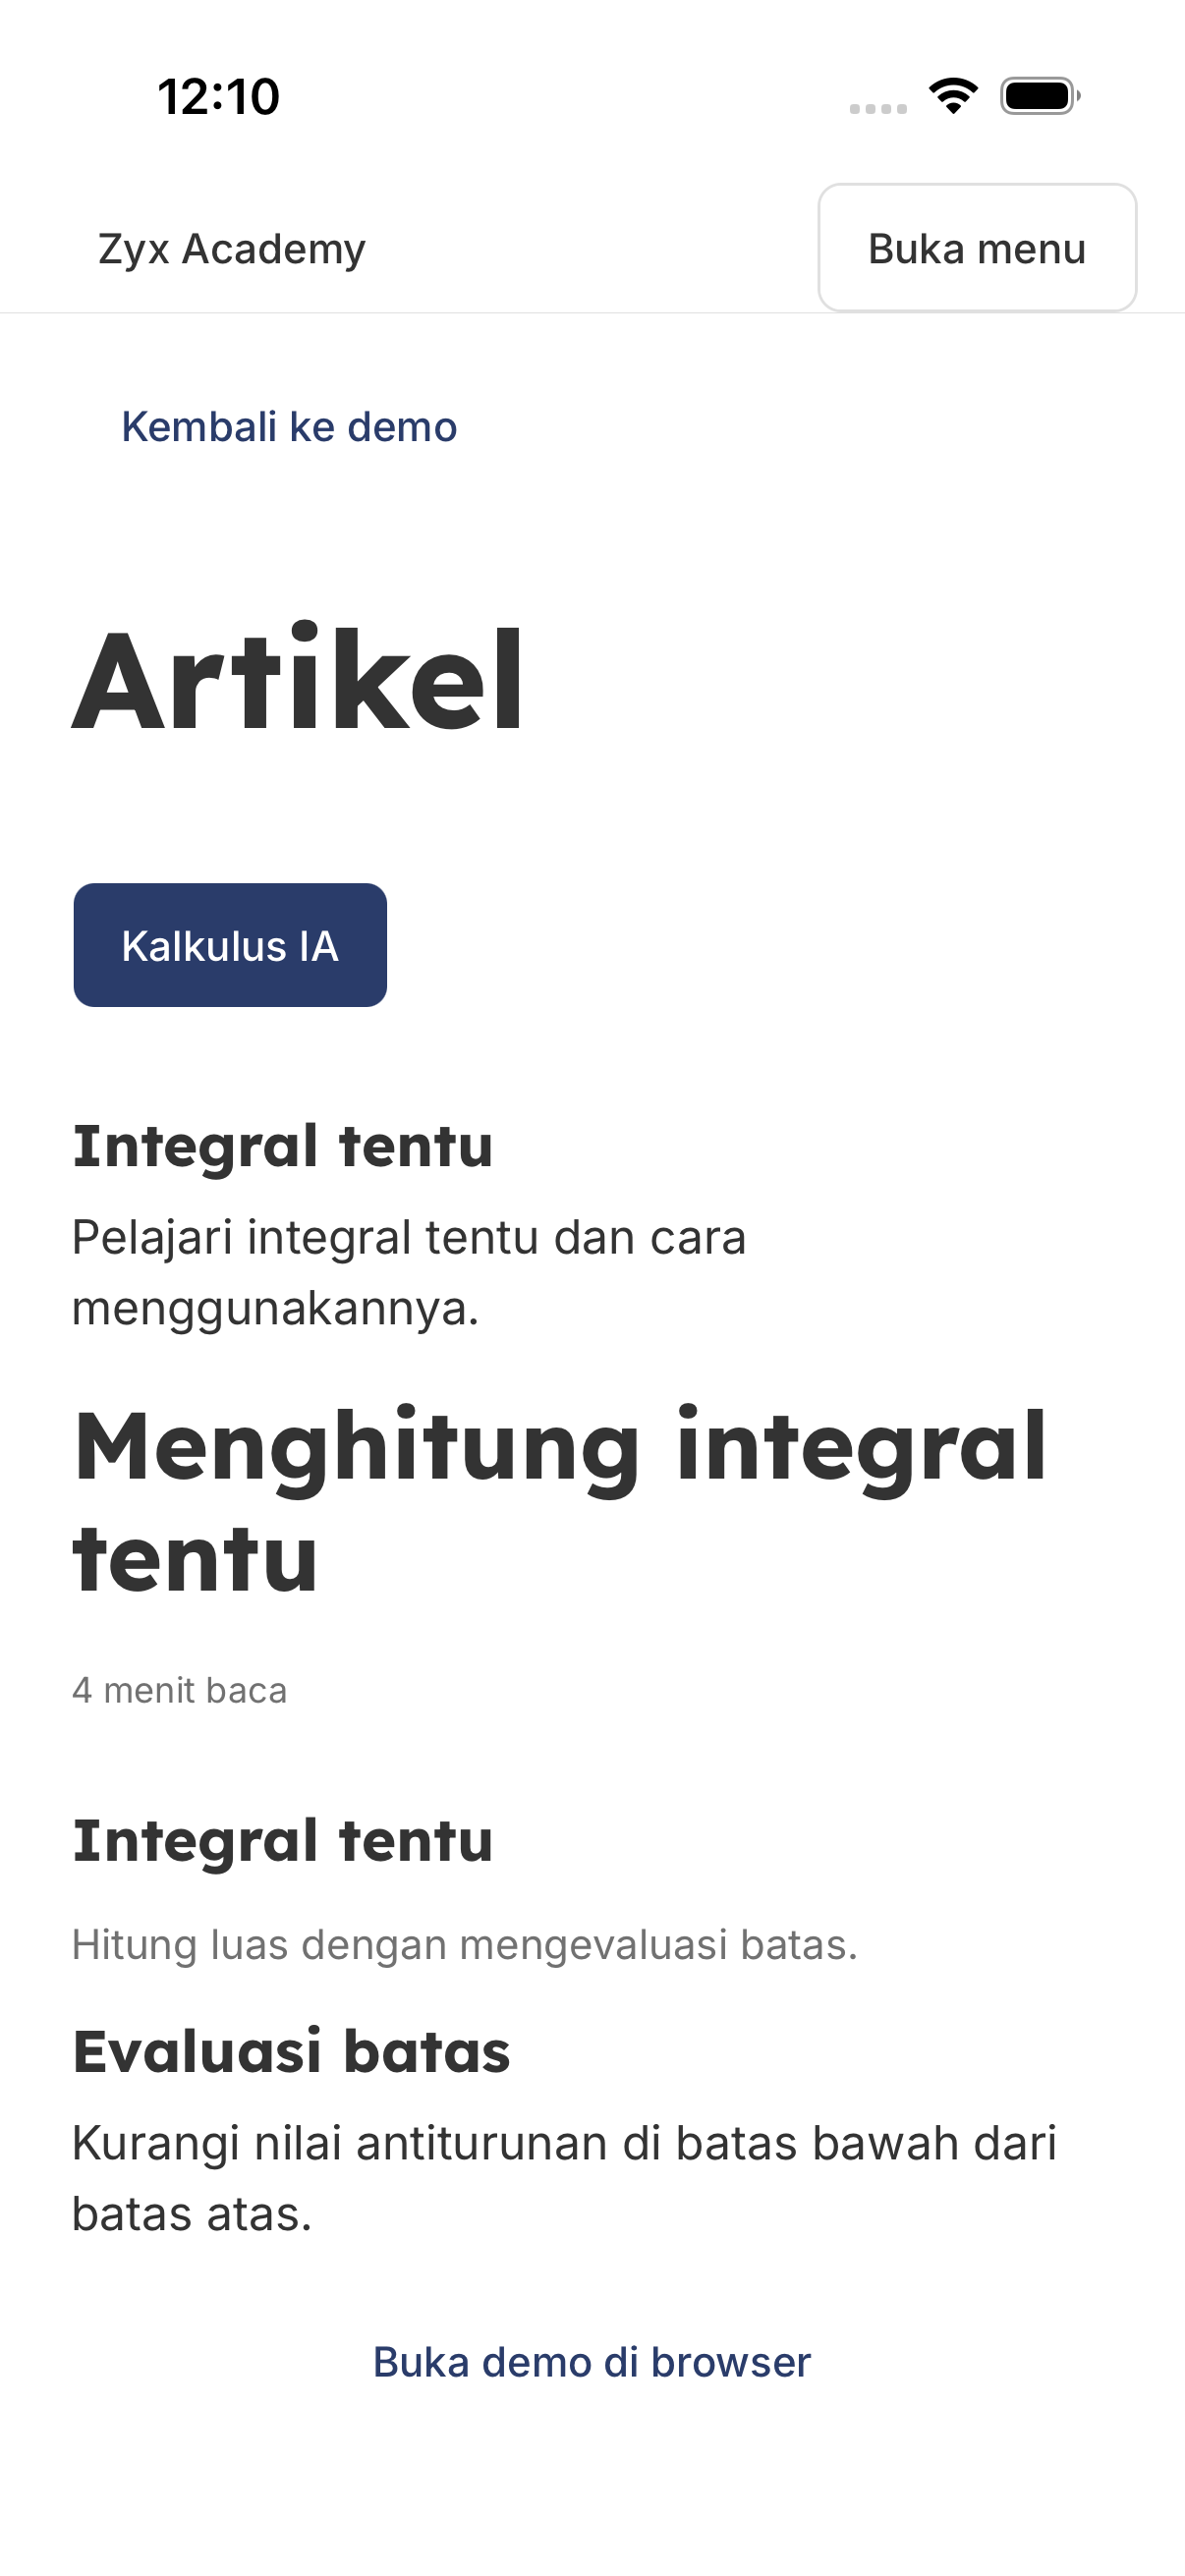 12:10
Zyx Academy
Buka menu
Kembali ke demo
Artikel
Kalkulus IA
Integral tentu
Pelajari integral tentu dan cara
menggunakannya.
Menghitung integral
tentu
4 menit baca
Integral tentu
Hitung luas dengan mengevaluasi batas.
Evaluasi batas
Kurangi nilai antiturunan di batas bawah dari
batas atas.
Buka demo di browser